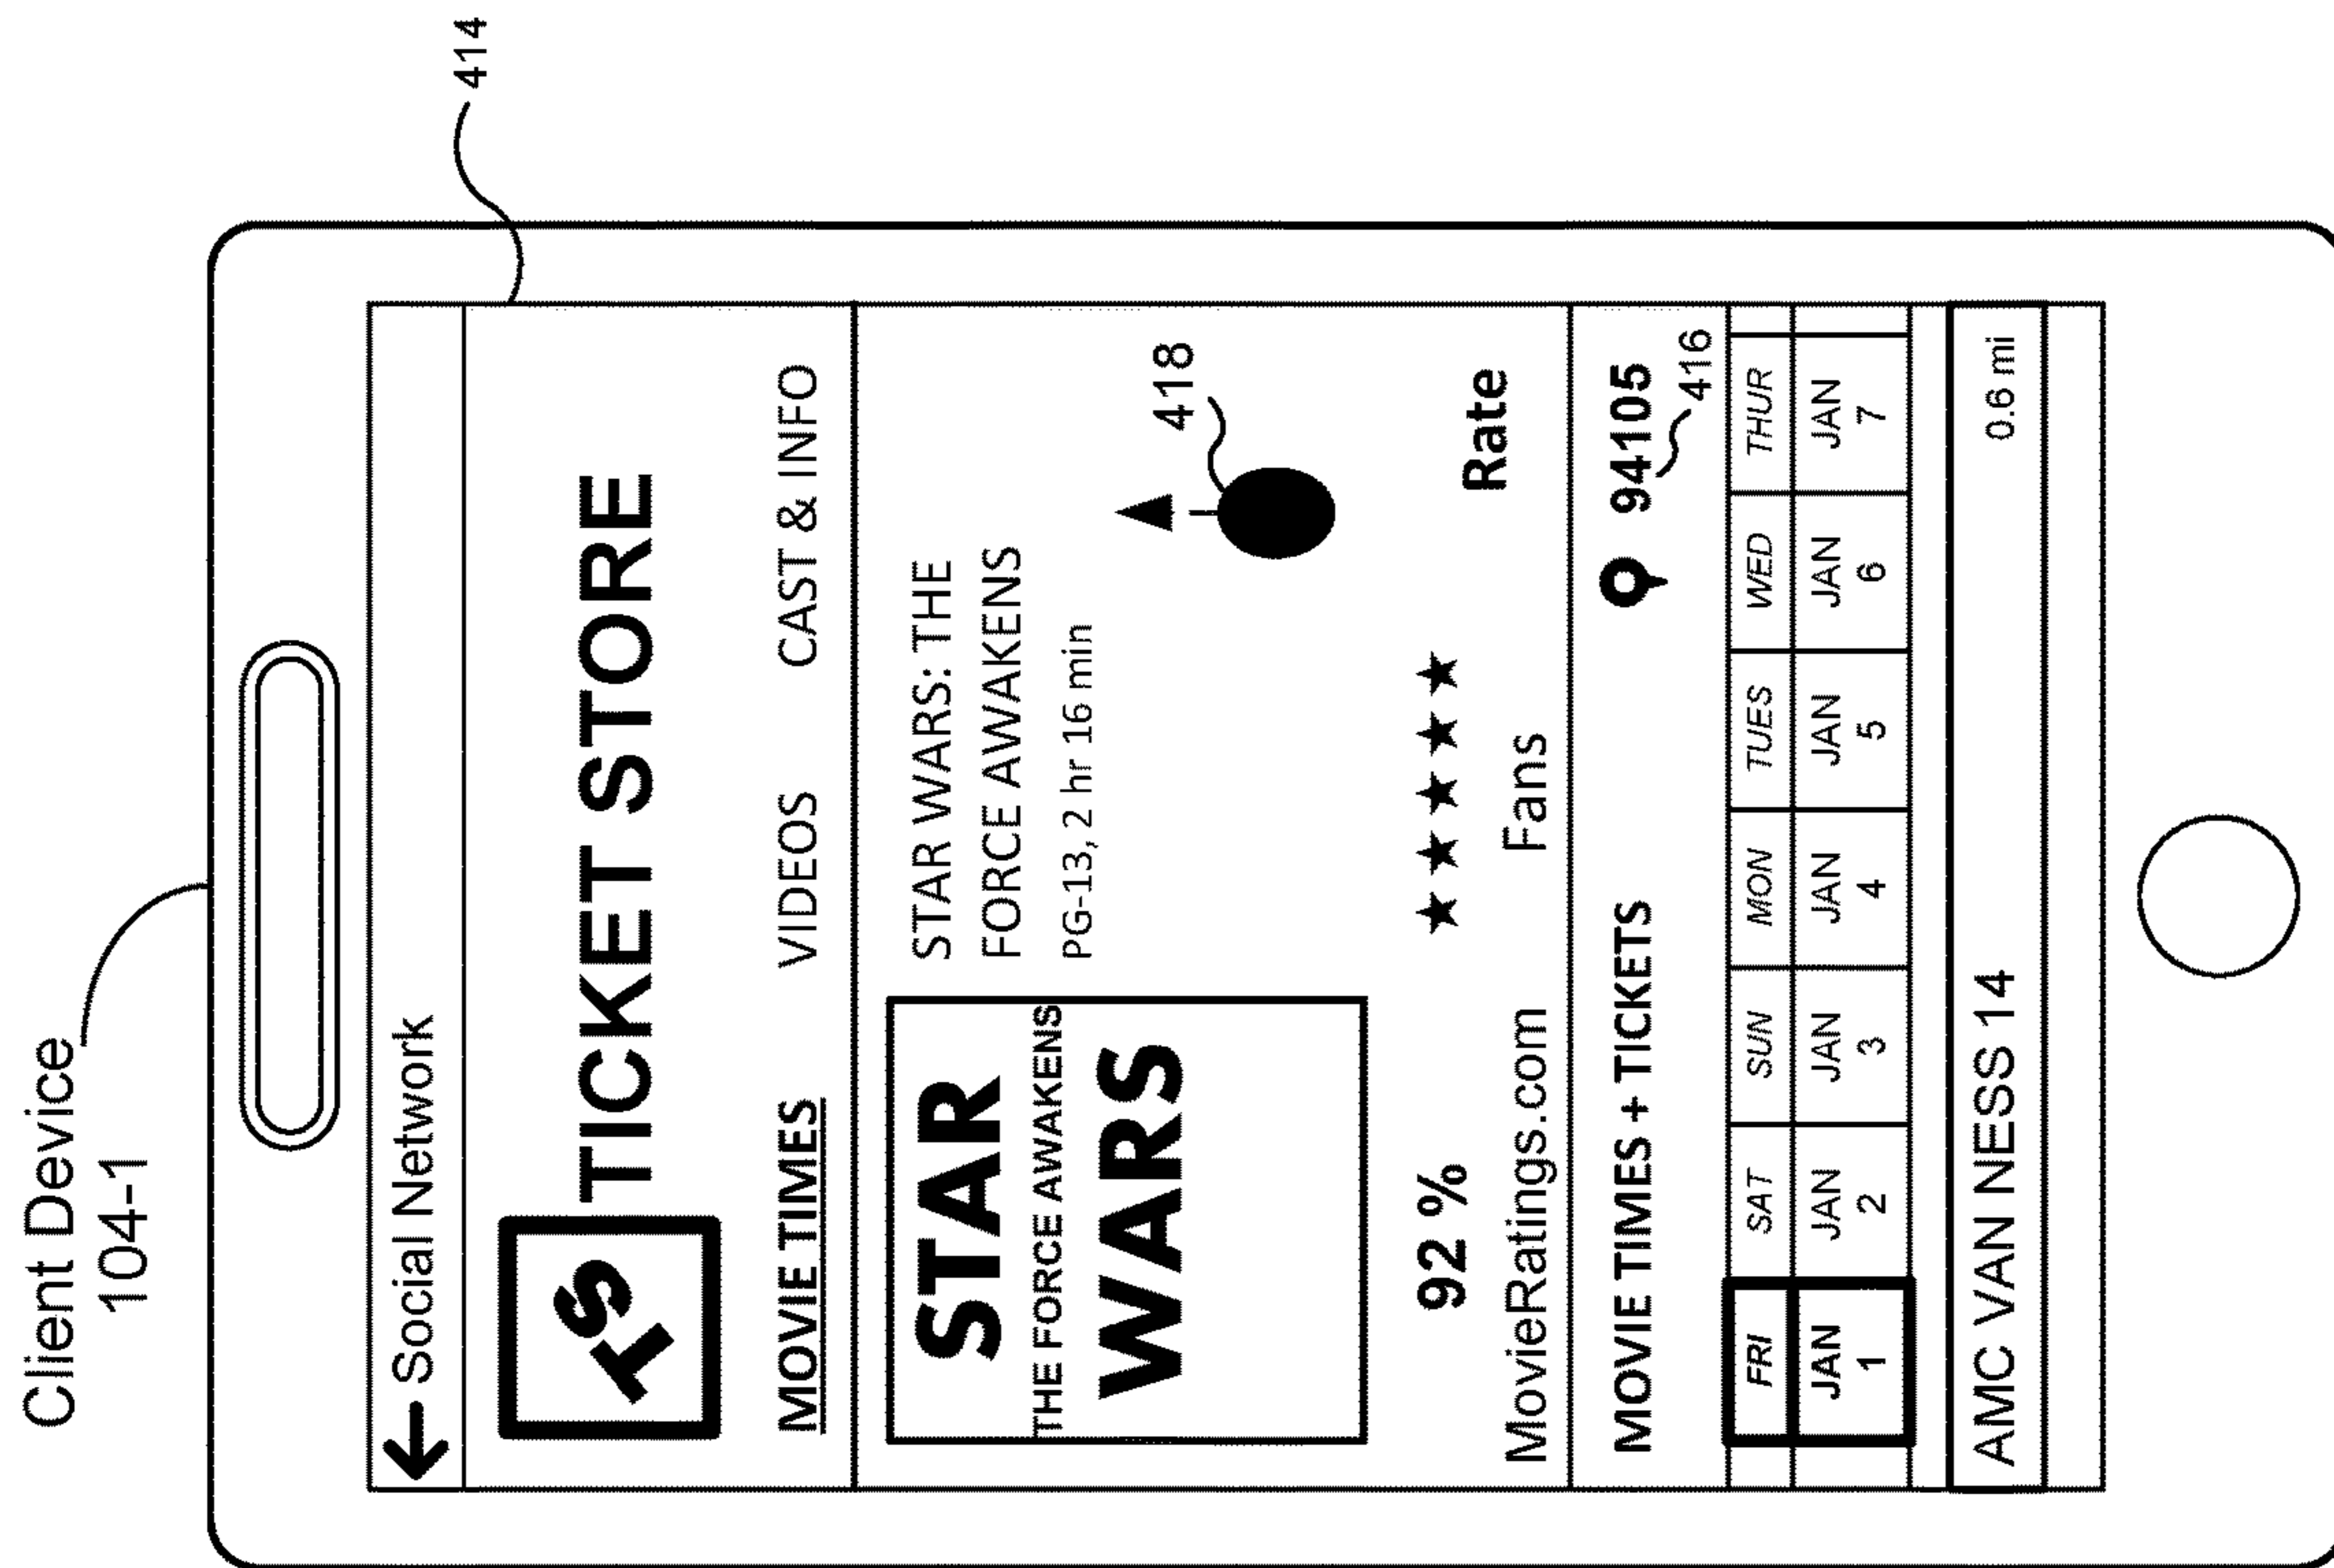 Client Device
104-1
414
Social Network
TS TICKET STORE
MOVIE TIMES VIDEOS CAST & INFO
STAR
THE FORCE AWAKENS
WARS
STAR WARS: THE
FORCE AWAKENS
PG-13, 2 hr 16 min
418
92 % ★★★★★ Rate
MovieRatings.com Fans
MOVIE TIMES + TICKETS 94105
416
FRI SAT SUN MON TUES WED THUR
JAN JAN JAN JAN JAN JAN JAN
1 2 3 4 5 6 7
AMC VAN NESS 14 0.6 mi